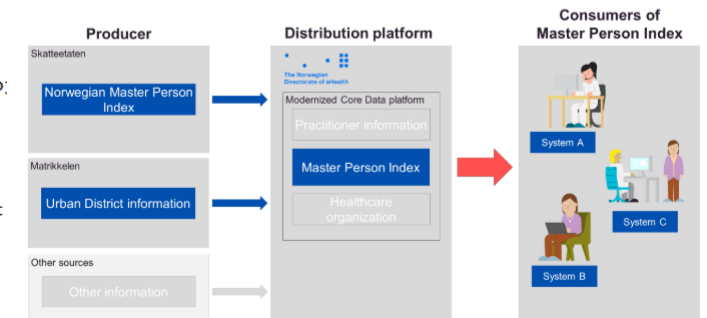 Producer
Distribution platform
Consumers of
Master Person Index
Skatteetaten
Norwegian Master Person
Index
Matrikkelen
Urban District information
Other sources
Other information
The Norwegian
Directorate of eHealth
Modernized Core Data platform
Practitioner information
Master Person Index
Healthcare
organization
System A
System C
System B